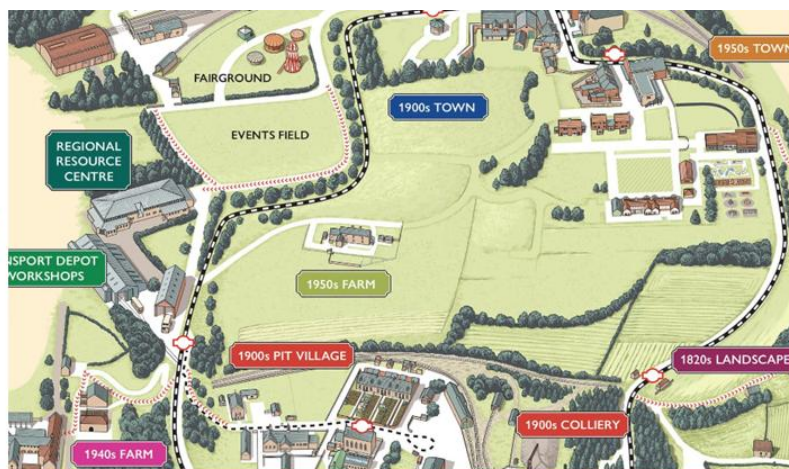 1950s TOWN
FAIRGROUND
1900s TOWN
EVENTS FIELD
REGIONAL
RESOURCE
CENTRE
NSPORT DEPOT
WORKSHOPS
1950s FARM
1900s PIT VILLAGE
1820s LANDSCAPE
1900s COLLIERY
1940s FARM